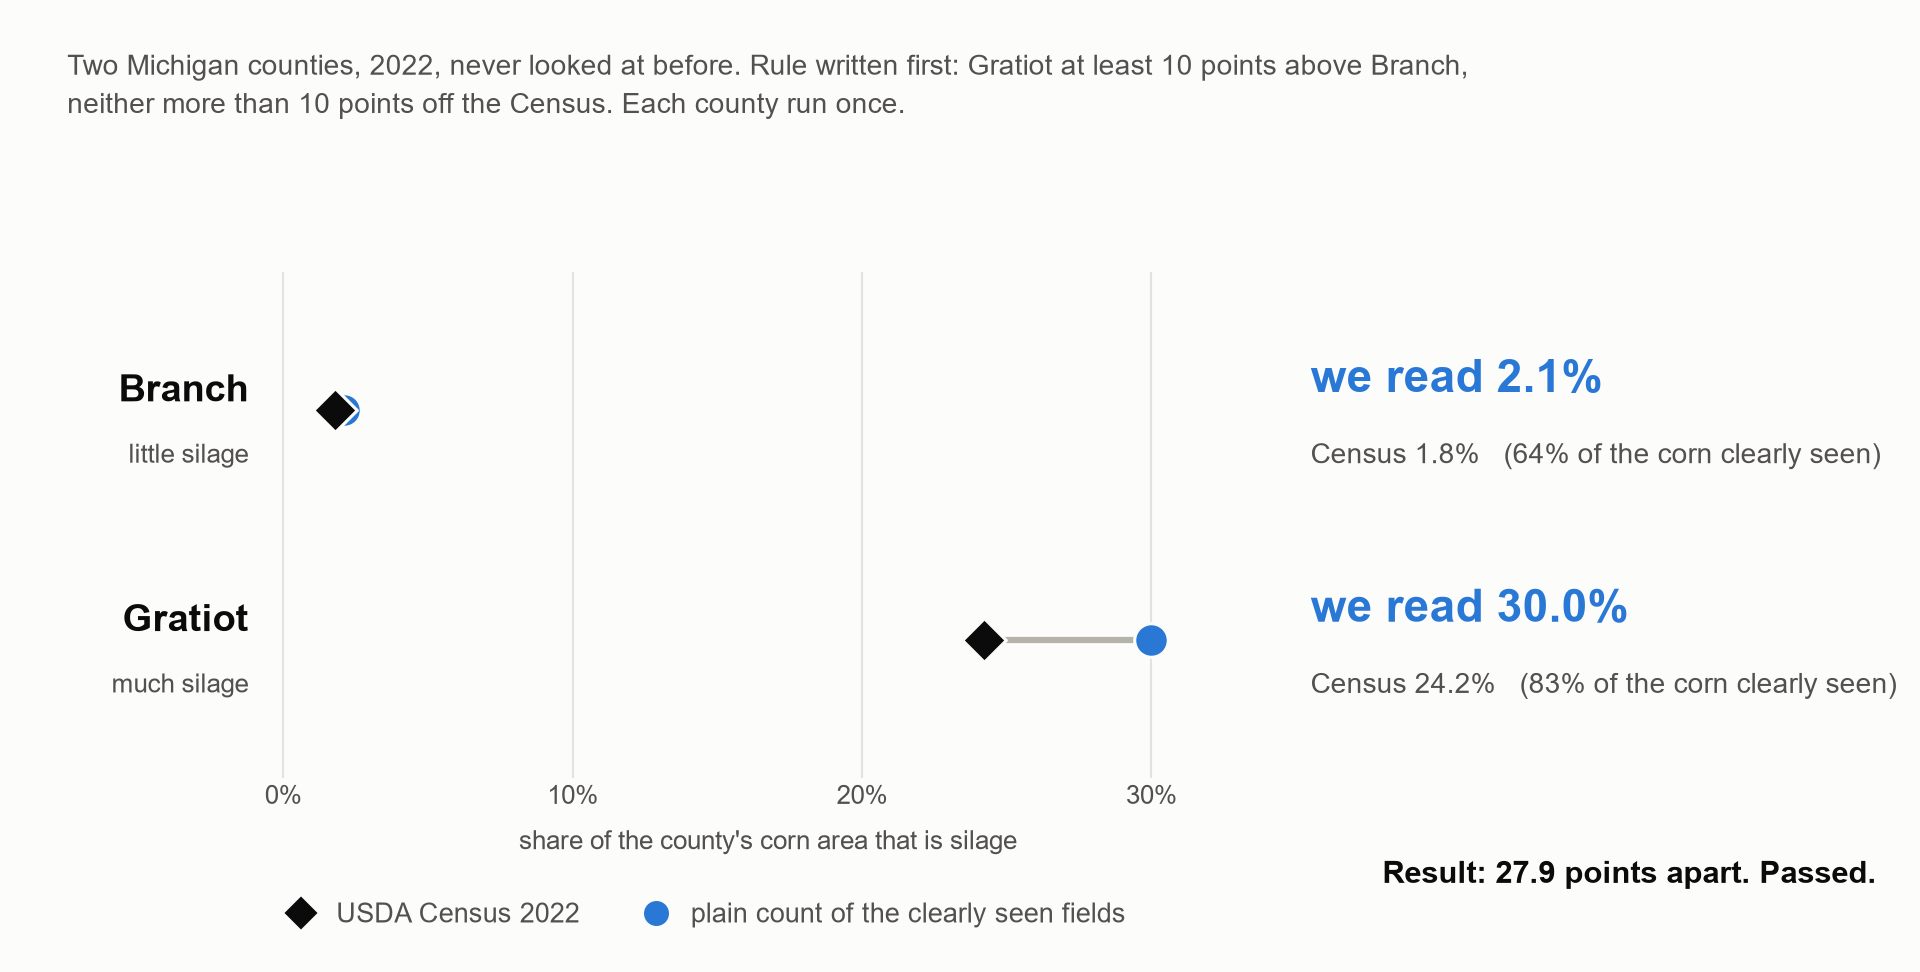 Two Michigan counties, 2022, never looked at before. Rule written first: Gratiot at least 10 points above Branch,
neither more than 10 points off the Census. Each county run once.
Branch
little silage
we read 2.1%
Census 1.8%   (64% of the corn clearly seen)
Gratiot
much silage
we read 30.0%
Census 24.2%   (83% of the corn clearly seen)
0% 10% 20% 30%
share of the county's corn area that is silage
Result: 27.9 points apart. Passed.
USDA Census 2022 plain count of the clearly seen fields